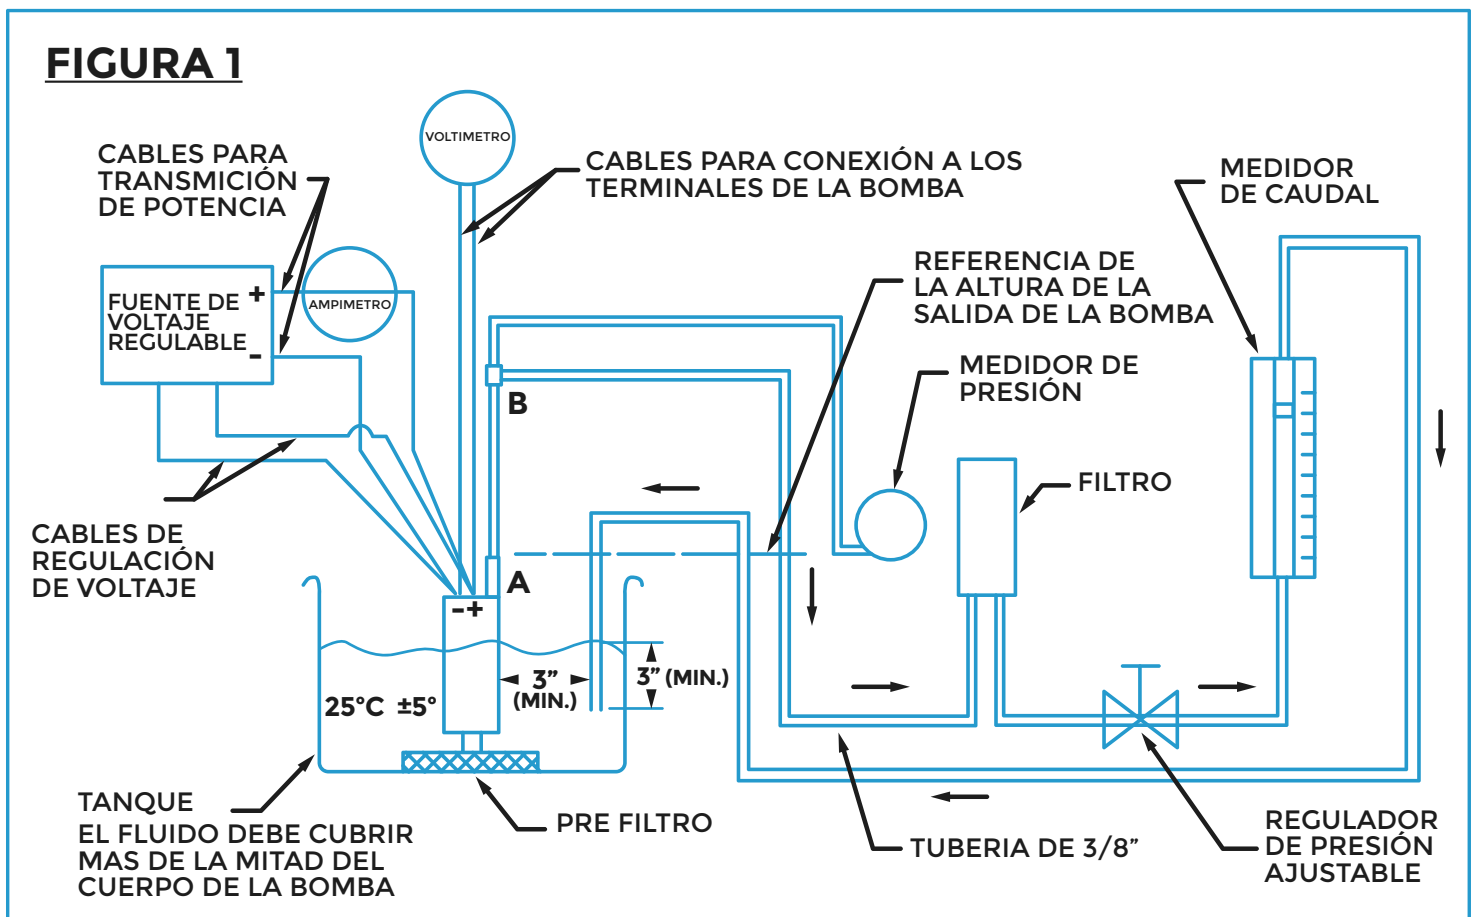 FIGURA 1
VOLTIMETRO
CABLES PARA
TRANSMICIÓN
DE POTENCIA
CABLES PARA CONEXIÓN A LOS
TERMINALES DE LA BOMBA
MEDIDOR
DE CAUDAL
REFERENCIA DE
LA ALTURA DE LA
SALIDA DE LA BOMBA
FUENTE DE
VOLTAJE
REGULABLE
+
-
AMPIMETRO
MEDIDOR DE
PRESIÓN
B
FILTRO
CABLES DE
REGULACIÓN
DE VOLTAJE
A
-+
3” (MIN.)
3”
(MIN.)
25°C ±5°
TANQUE
EL FLUIDO DEBE CUBRIR
MAS DE LA MITAD DEL
CUERPO DE LA BOMBA
PRE FILTRO
TUBERIA DE 3/8”
REGULADOR
DE PRESIÓN
AJUSTABLE